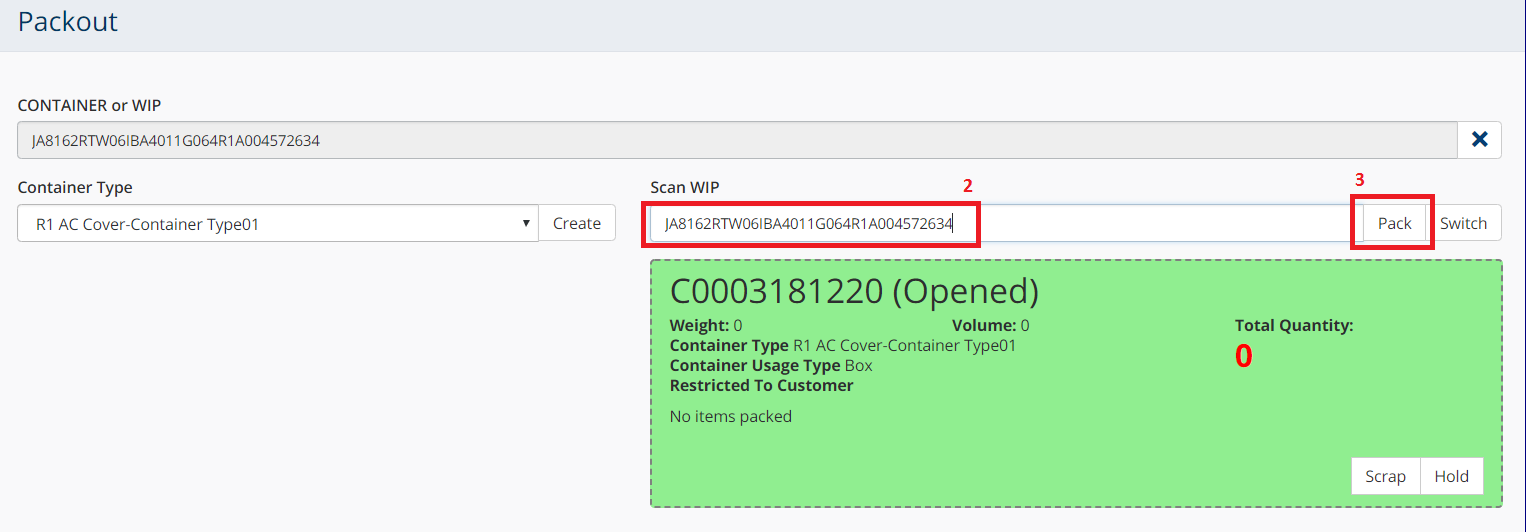 Packout
CONTAINER or WIP
JA8162RTW06IBA4011G064R1A004572634
Container Type
Scan WIP
2
3
R1 AC Cover-Container Type01
Create
JA8162RTW06IBA4011G064R1A004572634
Pack
Switch
C0003181220 (Opened)
Weight: 0
Volume: 0
Total Quantity:
0
Container Type R1 AC Cover-Container Type01
Container Usage Type Box
Restricted To Customer
No items packed
Scrap
Hold